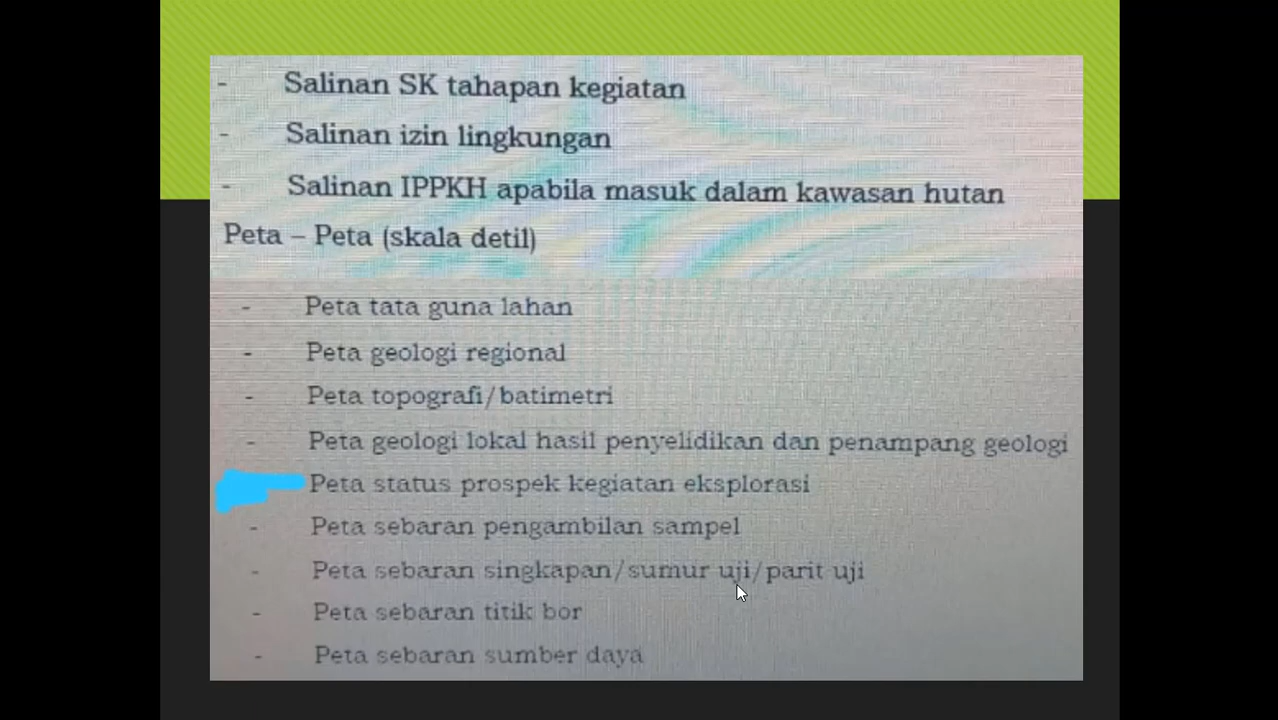 - Salinan SK tahapan kegiatan
- Salinan izin lingkungan
- Salinan IPPKH apabila masuk dalam kawasan hutan
Peta – Peta (skala detil)
- Peta tata guna lahan
- Peta geologi regional
- Peta topografi/batimetri
- Peta geologi lokal hasil penyelidikan dan penampang geologi
Peta status prospek kegiatan eksplorasi
- Peta sebaran pengambilan sampel
- Peta sebaran singkapan/sumur uji/parit uji
- Peta sebaran titik bor
- Peta sebaran sumber daya